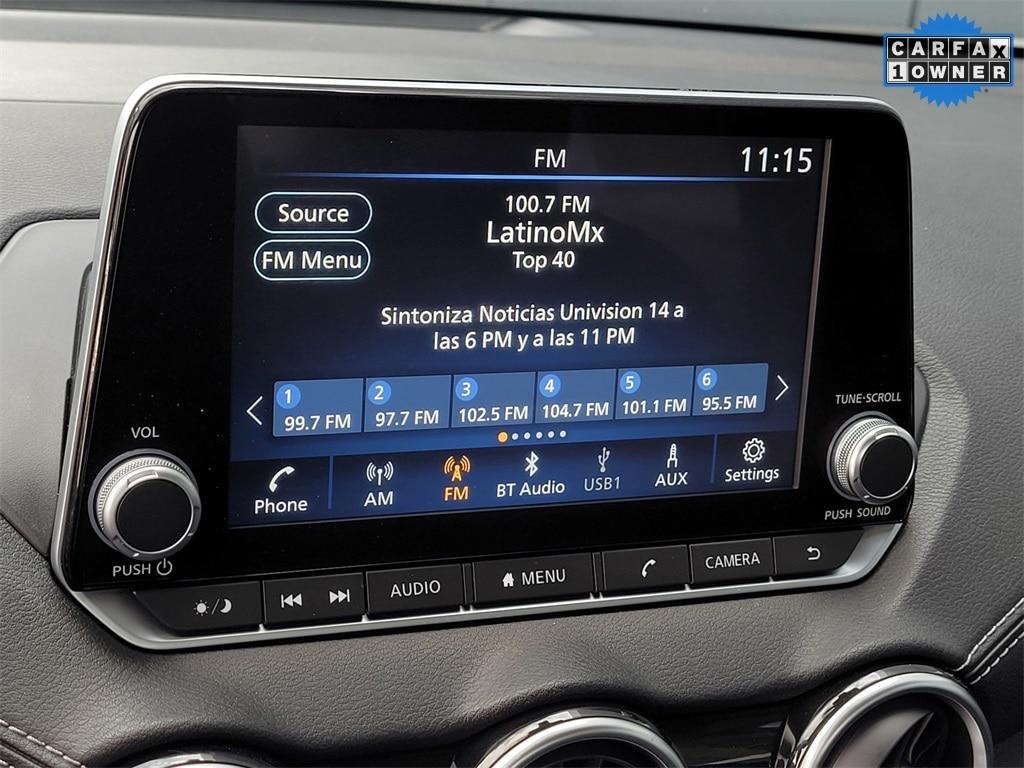 CARFAX
1 OWNER
FM
11:15
Source
100.7 FM
LatinoMx
FM Menu
Top 40
Sintoniza Noticias Univision 14 a
las 6 PM y a las 11 PM
1
2
3
4
5
6
99.7 FM
97.7 FM
102.5 FM
104.7 FM
101.1 FM
95.5 FM
TUNE·SCROLL
VOL
Phone
AM
FM
BT Audio
USB1
AUX
Settings
PUSH SOUND
PUSH
AUDIO
MENU
CAMERA